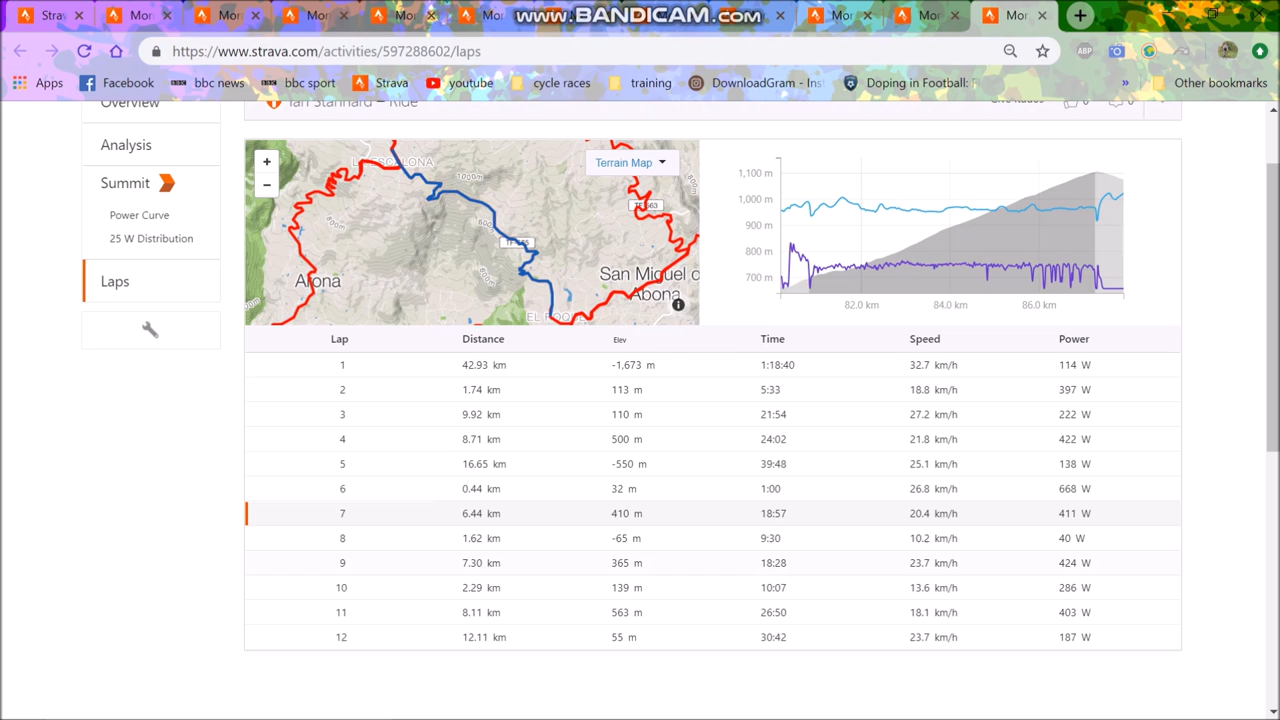 Strav Mor Mor Mor Mor Mor Mor Mor Mor
www.BANDICAM.com
https://www.strava.com/activities/597288602/laps
ABP
Apps Facebook bbc news bbc sport Strava youtube cycle races training DownloadGram - Inst Doping in Football: » Other bookmarks
Overview
Ian Stannard – Ride
Give Kudos 0 0
Analysis
Summit
Power Curve
25 W Distribution
Laps
+
-
Terrain Map
1000 m
800 m
600
TF-563
Arona
San Miguel d
Abona
1,100 m
1,000 m
900 m
800 m
700 m
82.0 km 84.0 km 86.0 km
Lap Distance Elev Time Speed Power
1 42.93 km -1,673 m 1:18:40 32.7 km/h 114 W
2 1.74 km 113 m 5:33 18.8 km/h 397 W
3 9.92 km 110 m 21:54 27.2 km/h 222 W
4 8.71 km 500 m 24:02 21.8 km/h 422 W
5 16.65 km -550 m 39:48 25.1 km/h 138 W
6 0.44 km 32 m 1:00 26.8 km/h 668 W
7 6.44 km 410 m 18:57 20.4 km/h 411 W
8 1.62 km -65 m 9:30 10.2 km/h 40 W
9 7.30 km 365 m 18:28 23.7 km/h 424 W
10 2.29 km 139 m 10:07 13.6 km/h 286 W
11 8.11 km 563 m 26:50 18.1 km/h 403 W
12 12.11 km 55 m 30:42 23.7 km/h 187 W